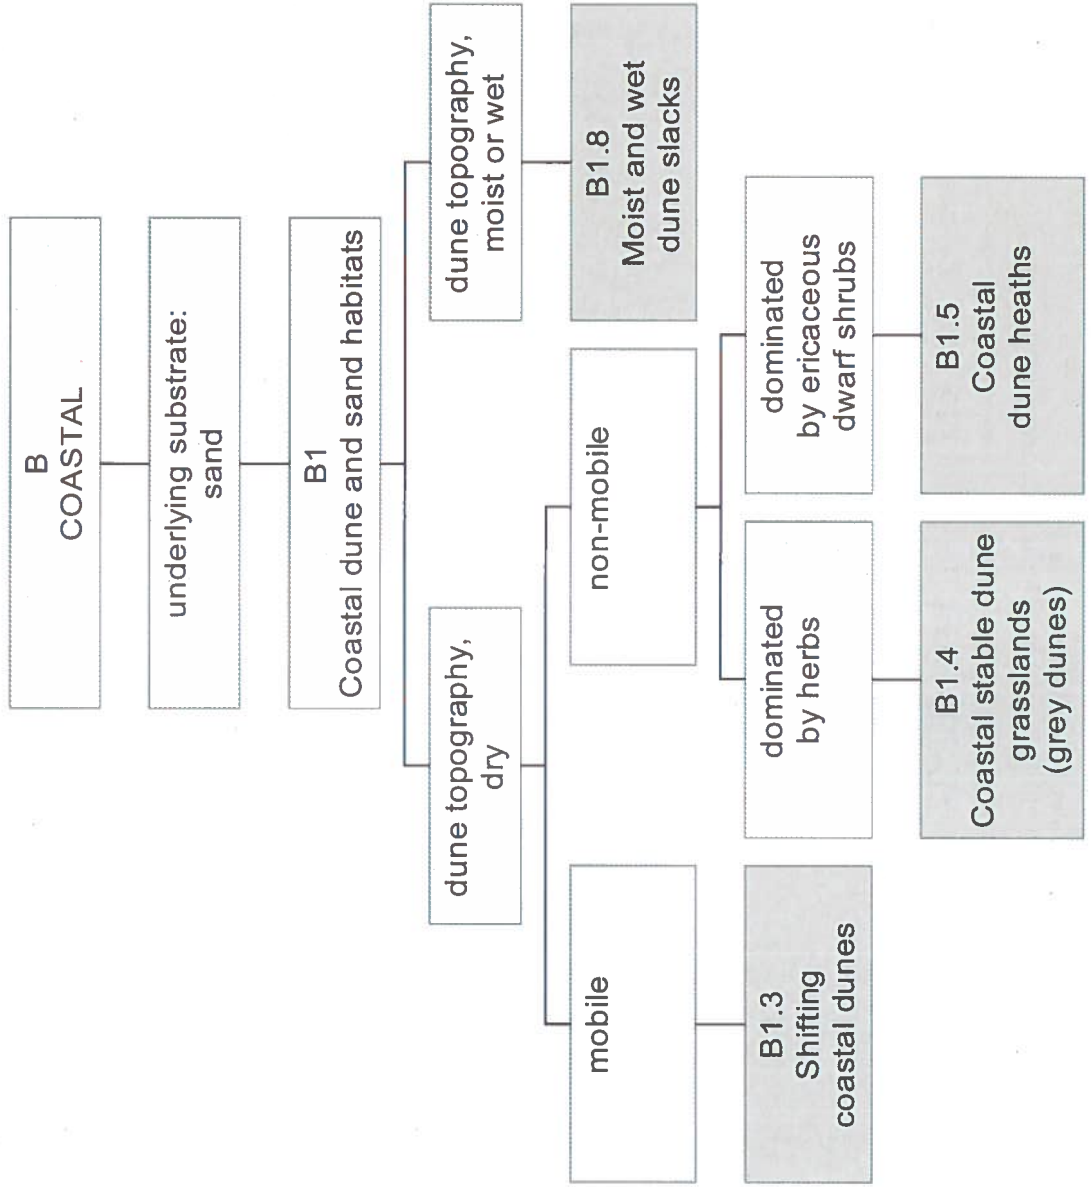 B
COASTAL
underlying substrate:
sand
B1
Coastal dune and sand habitats
dune topography,
dry
dune topography,
moist or wet
mobile
non-mobile
B1.8
Moist and wet
dune slacks
B1.3
Shifting
coastal dunes
dominated
by herbs
dominated
by ericaceous
dwarf shrubs
B1.4
Coastal stable dune
grasslands
(grey dunes)
B1.5
Coastal
dune heaths